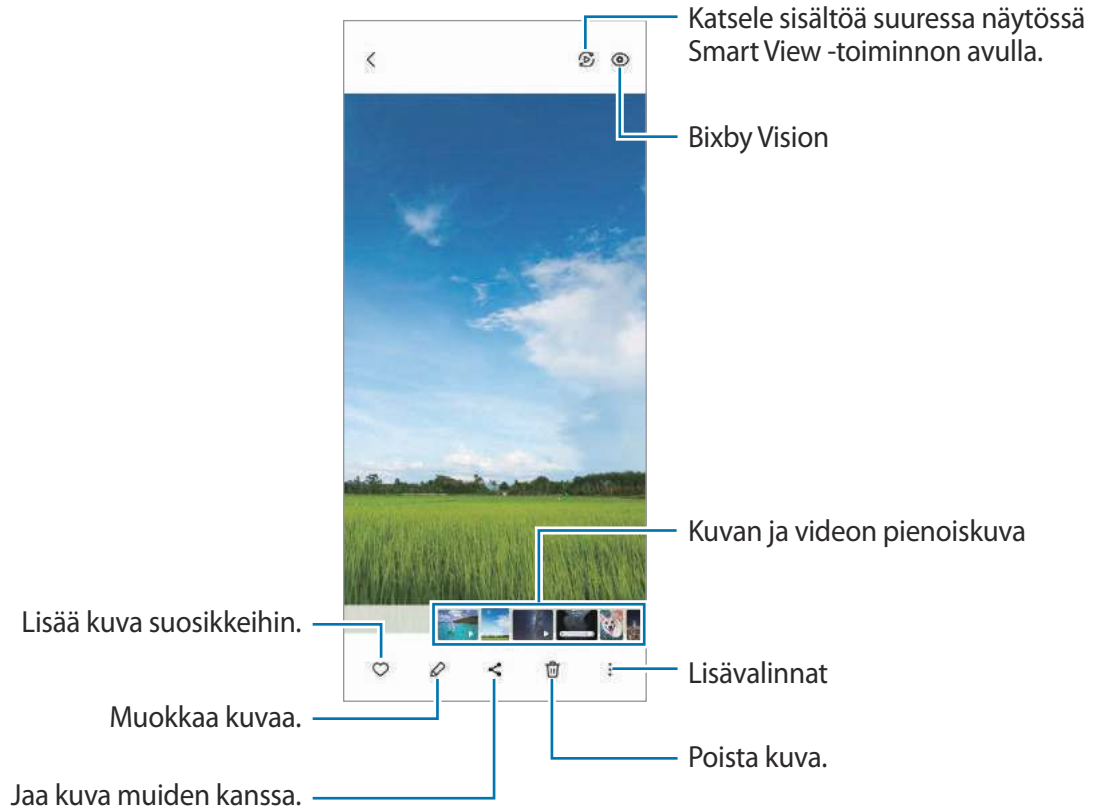 Katsele sisältöä suuressa näytössä
Smart View -toiminnon avulla.
Bixby Vision
Kuvan ja videon pienoiskuva
Lisää kuva suosikkeihin.
Lisävalinnat
Muokkaa kuvaa.
Poista kuva.
Jaa kuva muiden kanssa.